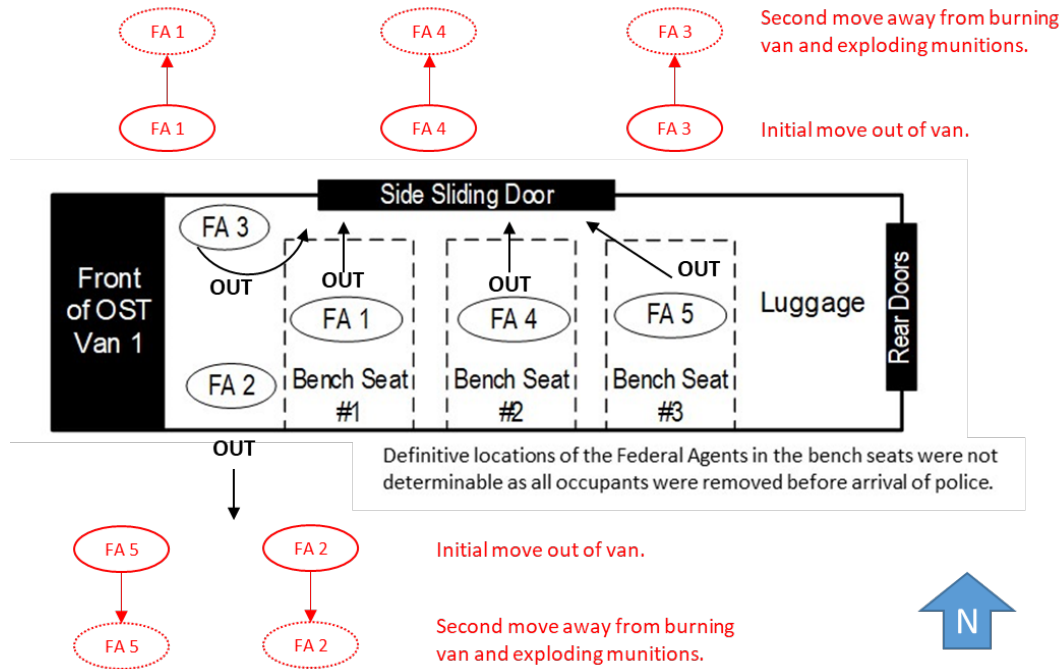 FA 1
FA 4
FA 3
Second move away from burning
van and exploding munitions.
FA 1
FA 4
FA 3
Initial move out of van.
Side Sliding Door
FA 3
OUT
OUT
OUT
OUT
Front
of OST
Van 1
FA 1
FA 4
FA 5
Luggage
Rear Doors
FA 2
Bench Seat
#1
Bench Seat
#2
Bench Seat
#3
OUT
Definitive locations of the Federal Agents in the bench seats were not
determinable as all occupants were removed before arrival of police.
FA 5
FA 2
Initial move out of van.
N
FA 5
FA 2
Second move away from burning
van and exploding munitions.